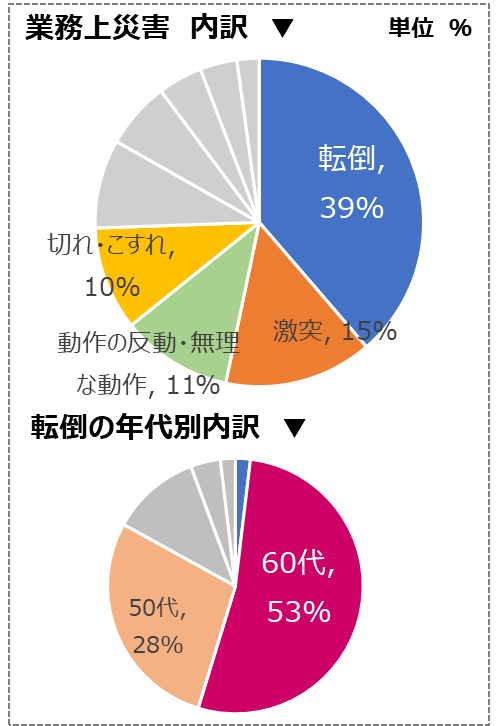 業務上災害 内訳 ▼ 単位 %
転倒,
39%
切れ・こすれ,
10%
激突, 15%
動作の反動・無理
な動作, 11%
転倒の年代別内訳 ▼
60代,
53%
50代,
28%